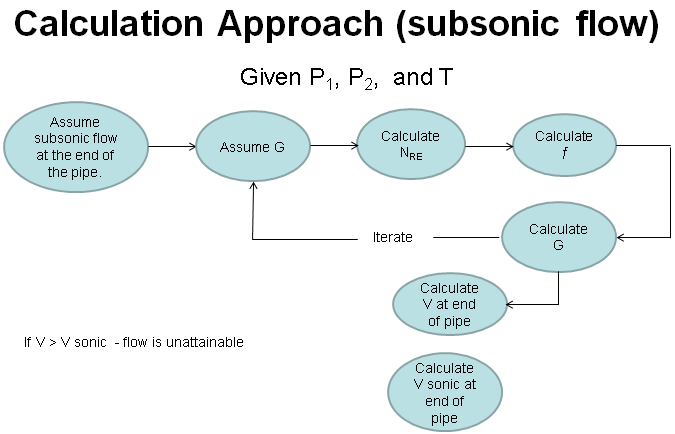 Calculation Approach (subsonic flow)
Given P₁, P₂, and T
Assume
subsonic flow
at the end of
the pipe.
Assume G
Calculate
N_RE
Calculate
f
Calculate
G
Iterate
Calculate
V at end
of pipe
If V > V sonic - flow is unattainable
Calculate
V sonic at
end of
pipe